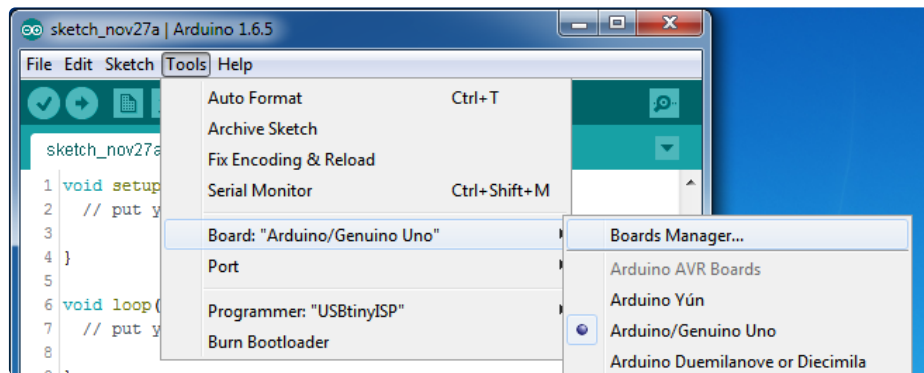 sketch_nov27a | Arduino 1.6.5
File Edit Sketch Tools Help
Auto Format Ctrl+T
Archive Sketch
sketch_nov27a
Fix Encoding & Reload
1 void setup
Serial Monitor Ctrl+Shift+M
2 // put y
3
Board: "Arduino/Genuino Uno"
Boards Manager...
4 }
Port
Arduino AVR Boards
5
Arduino Yún
6 void loop(
Programmer: "USBtinyISP"
Arduino/Genuino Uno
7 // put y
Burn Bootloader
8
Arduino Duemilanove or Diecimila